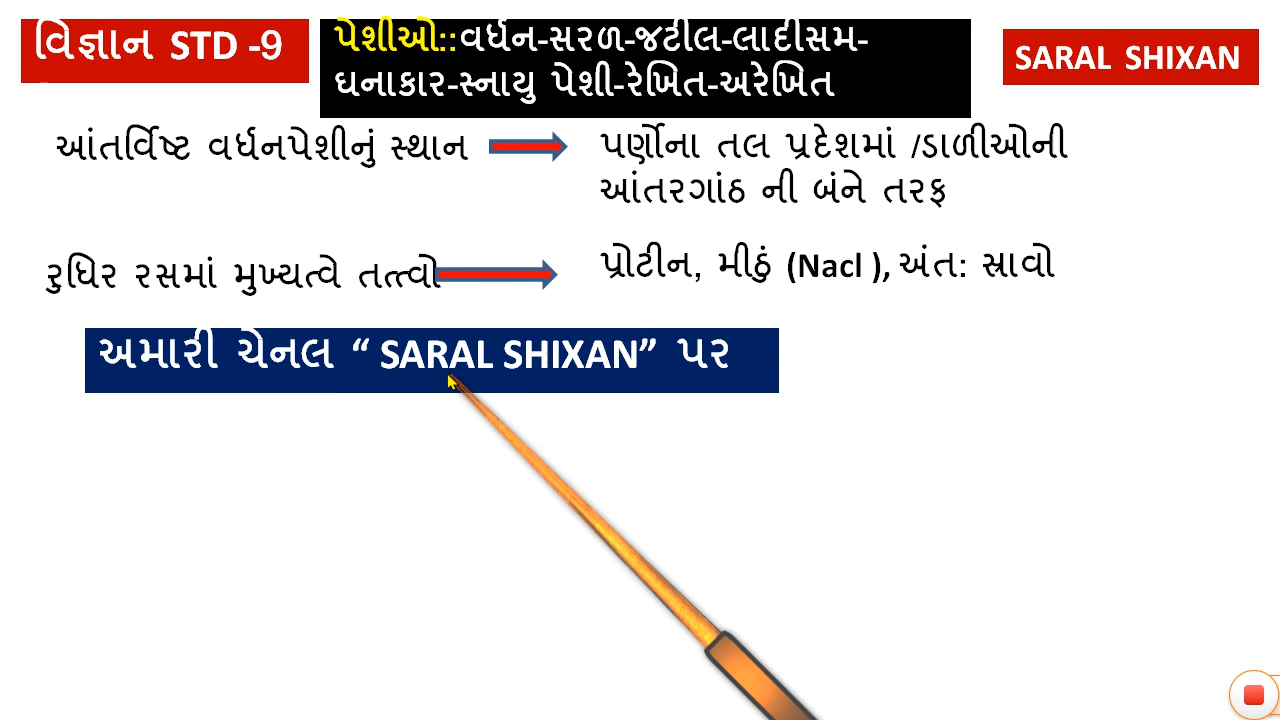 વિજ્ઞાન STD -9
પેશીઓ::વર્ધન-સરળ-જટીલ-લાદીસમ-
ઘનાકાર-સ્નાયુ પેશી-રેખિત-અરેખિત
SARAL SHIXAN
આંતર્વિષ્ટ વર્ધનપેશીનું સ્થાન
પર્ણોના તલ પ્રદેશમાં /ડાળીઓની
આંતરગાંઠ ની બંને તરફ
રુધિર રસમાં મુખ્યત્વે તત્ત્વો
પ્રોટીન, મીઠું (Nacl ), અંત: સ્રાવો
અમારી ચેનલ “ SARAL SHIXAN” પર